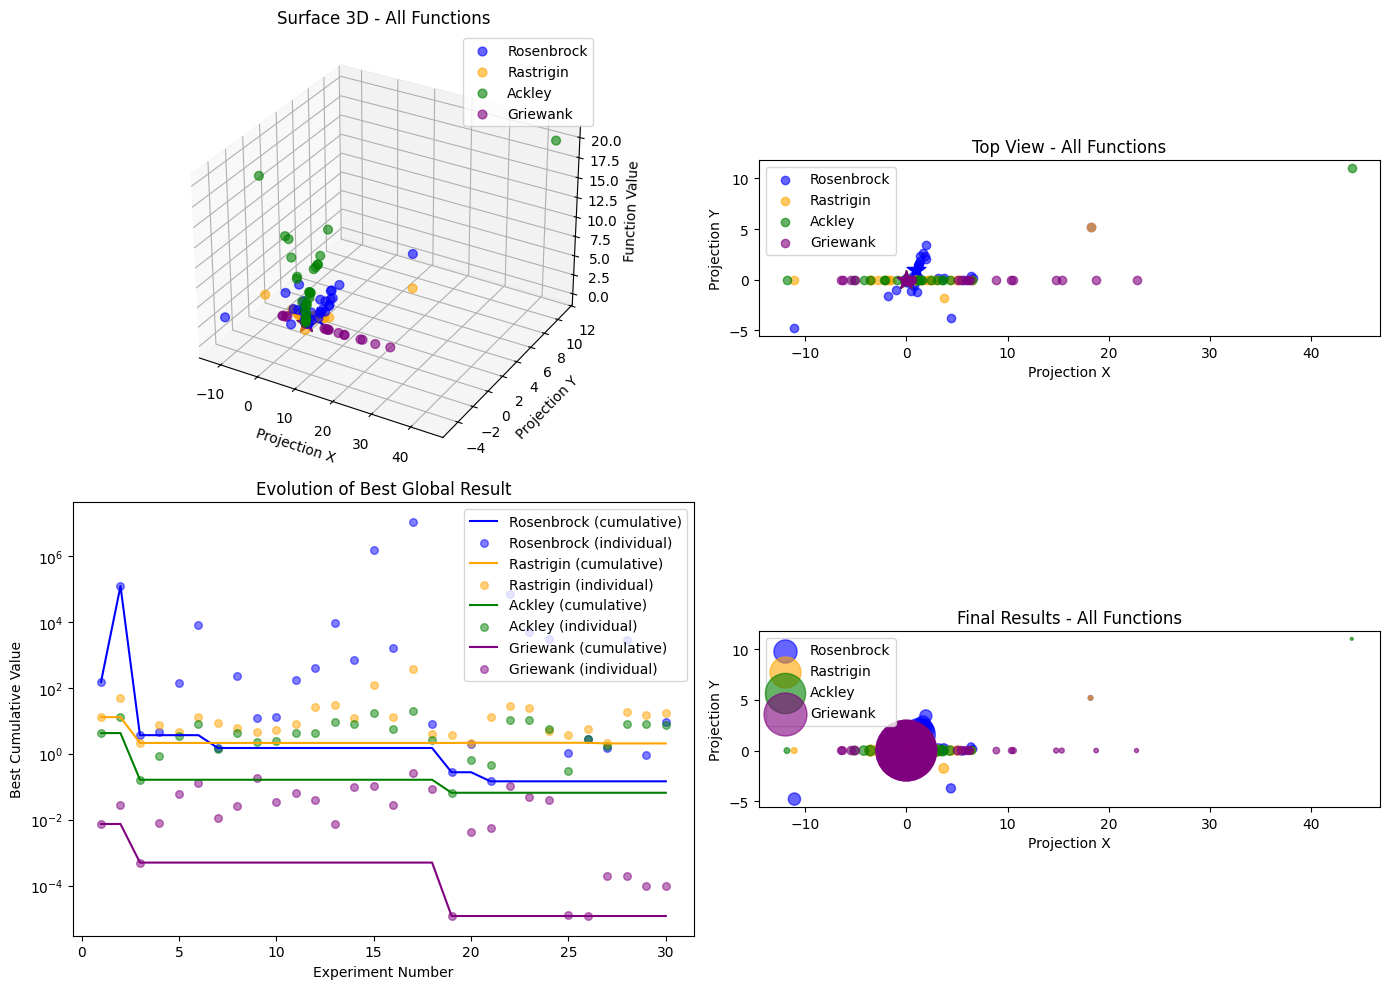 Surface 3D - All Functions
Rosenbrock
Rastrigin
Ackley
Griewank
20.0
17.5
15.0
12.5
10.0
7.5
5.0
2.5
0.0
Function Value
12
10
8
6
4
2
0
−2
−4
Projection Y
−10
0
10
20
30
40
Projection X
Top View - All Functions
Rosenbrock
Rastrigin
Ackley
Griewank
10
5
0
−5
Projection Y
−10 0 10 20 30 40
Projection X
Evolution of Best Global Result
Rosenbrock (cumulative)
Rosenbrock (individual)
Rastrigin (cumulative)
Rastrigin (individual)
Ackley (cumulative)
Ackley (individual)
Griewank (cumulative)
Griewank (individual)
10^6
10^4
10^2
10^0
10^−2
10^−4
Best Cumulative Value
0 5 10 15 20 25 30
Experiment Number
Final Results - All Functions
Rosenbrock
Rastrigin
Ackley
Griewank
10
5
0
−5
Projection Y
−10 0 10 20 30 40
Projection X